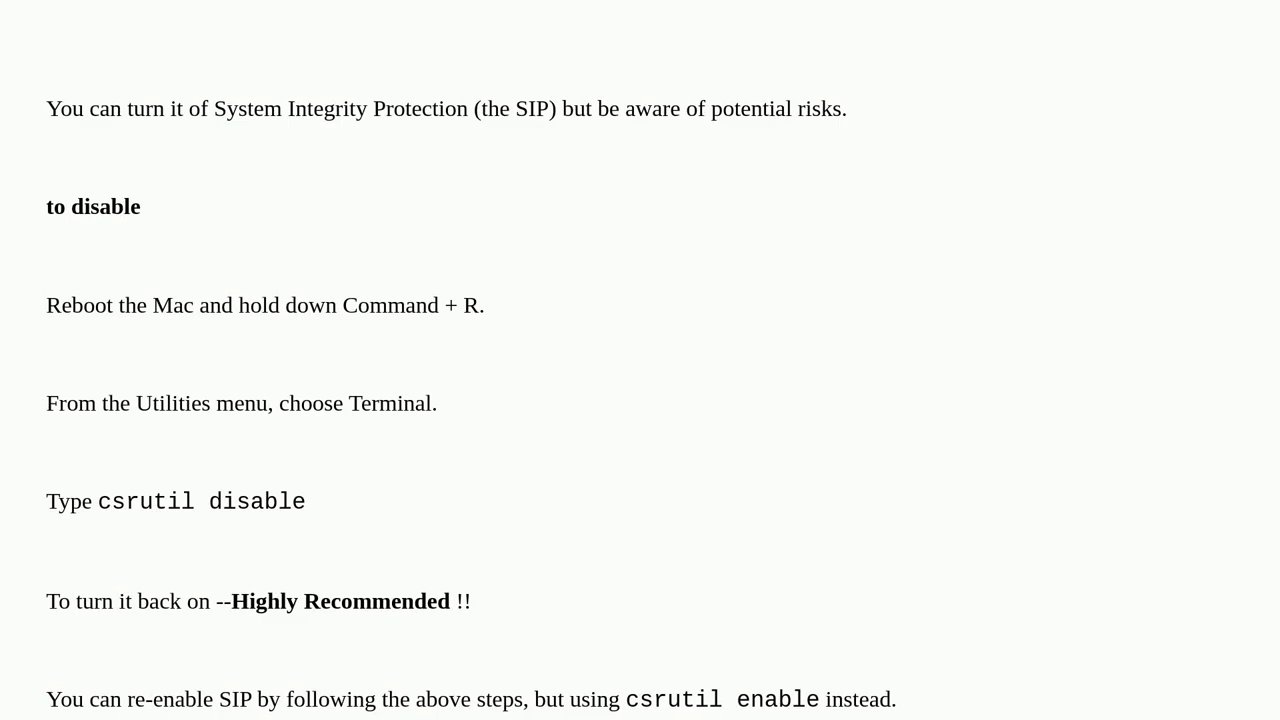 You can turn it of System Integrity Protection (the SIP) but be aware of potential risks.
to disable
Reboot the Mac and hold down Command + R.
From the Utilities menu, choose Terminal.
Type csrutil disable
To turn it back on --Highly Recommended !!
You can re-enable SIP by following the above steps, but using csrutil enable instead.